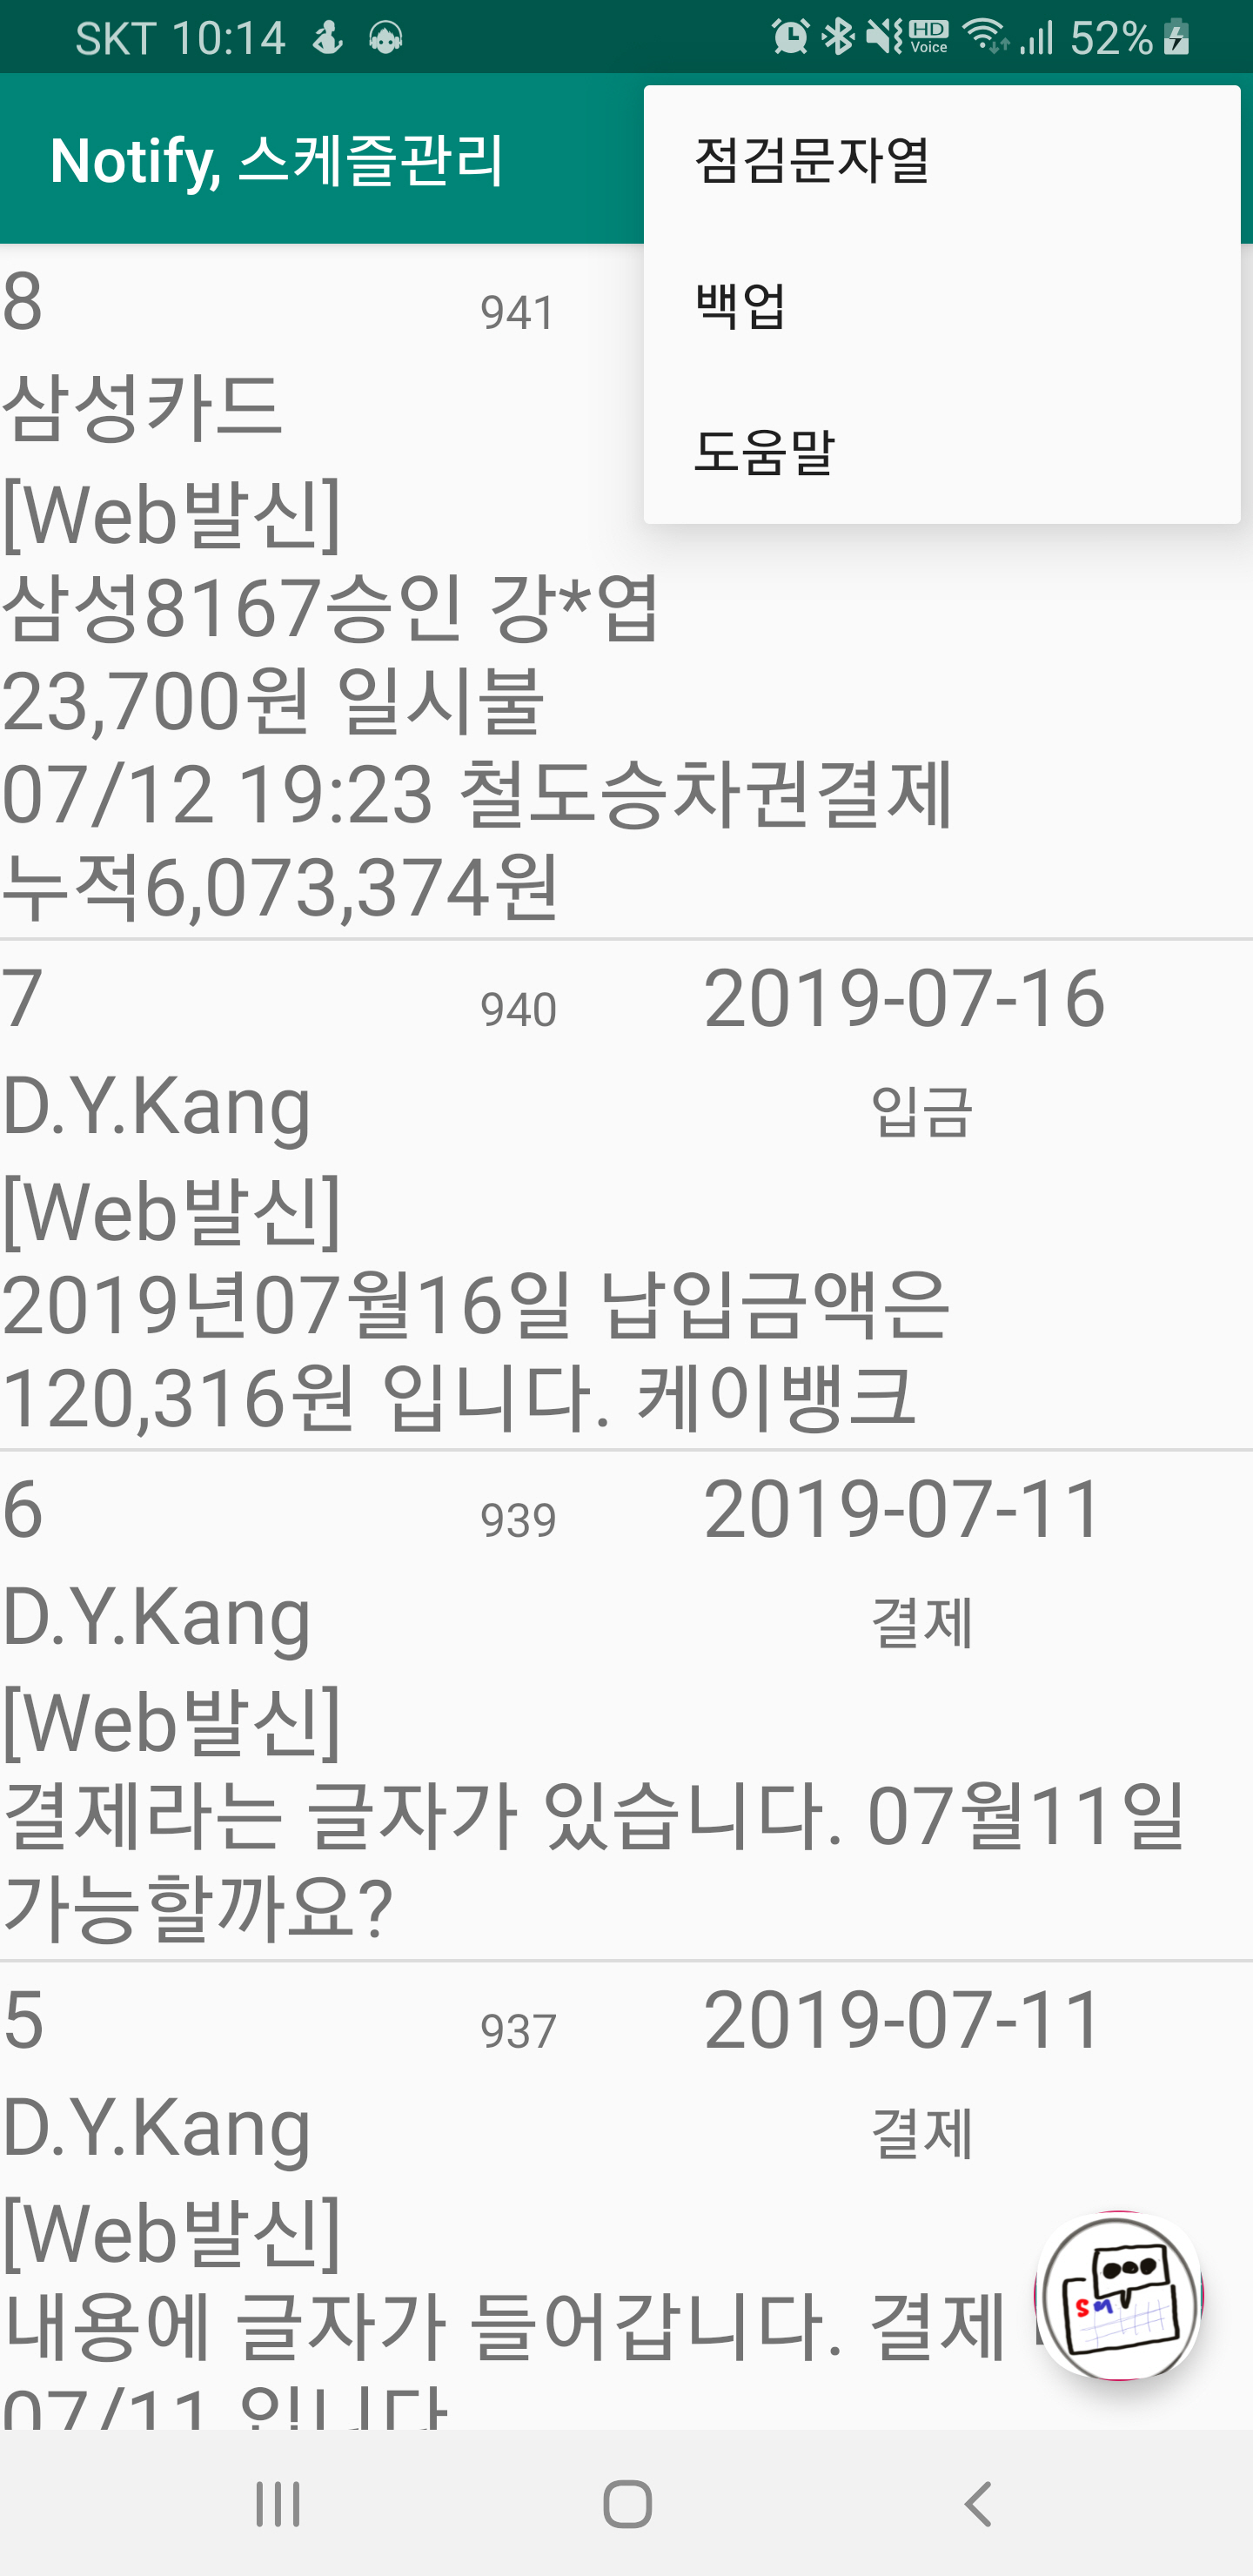 SKT 10:14
HD Voice
52%
Notify, 스케즐관리
점검문자열
백업
도움말
8 941
삼성카드
[Web발신]
삼성8167승인 강*엽
23,700원 일시불
07/12 19:23 철도승차권결제
누적6,073,374원
7 940 2019-07-16
D.Y.Kang 입금
[Web발신]
2019년07월16일 납입금액은
120,316원 입니다. 케이뱅크
6 939 2019-07-11
D.Y.Kang 결제
[Web발신]
결제라는 글자가 있습니다. 07월11일
가능할까요?
5 937 2019-07-11
D.Y.Kang 결제
[Web발신]
내용에 글자가 들어갑니다. 결제
07/11 입니다
SM